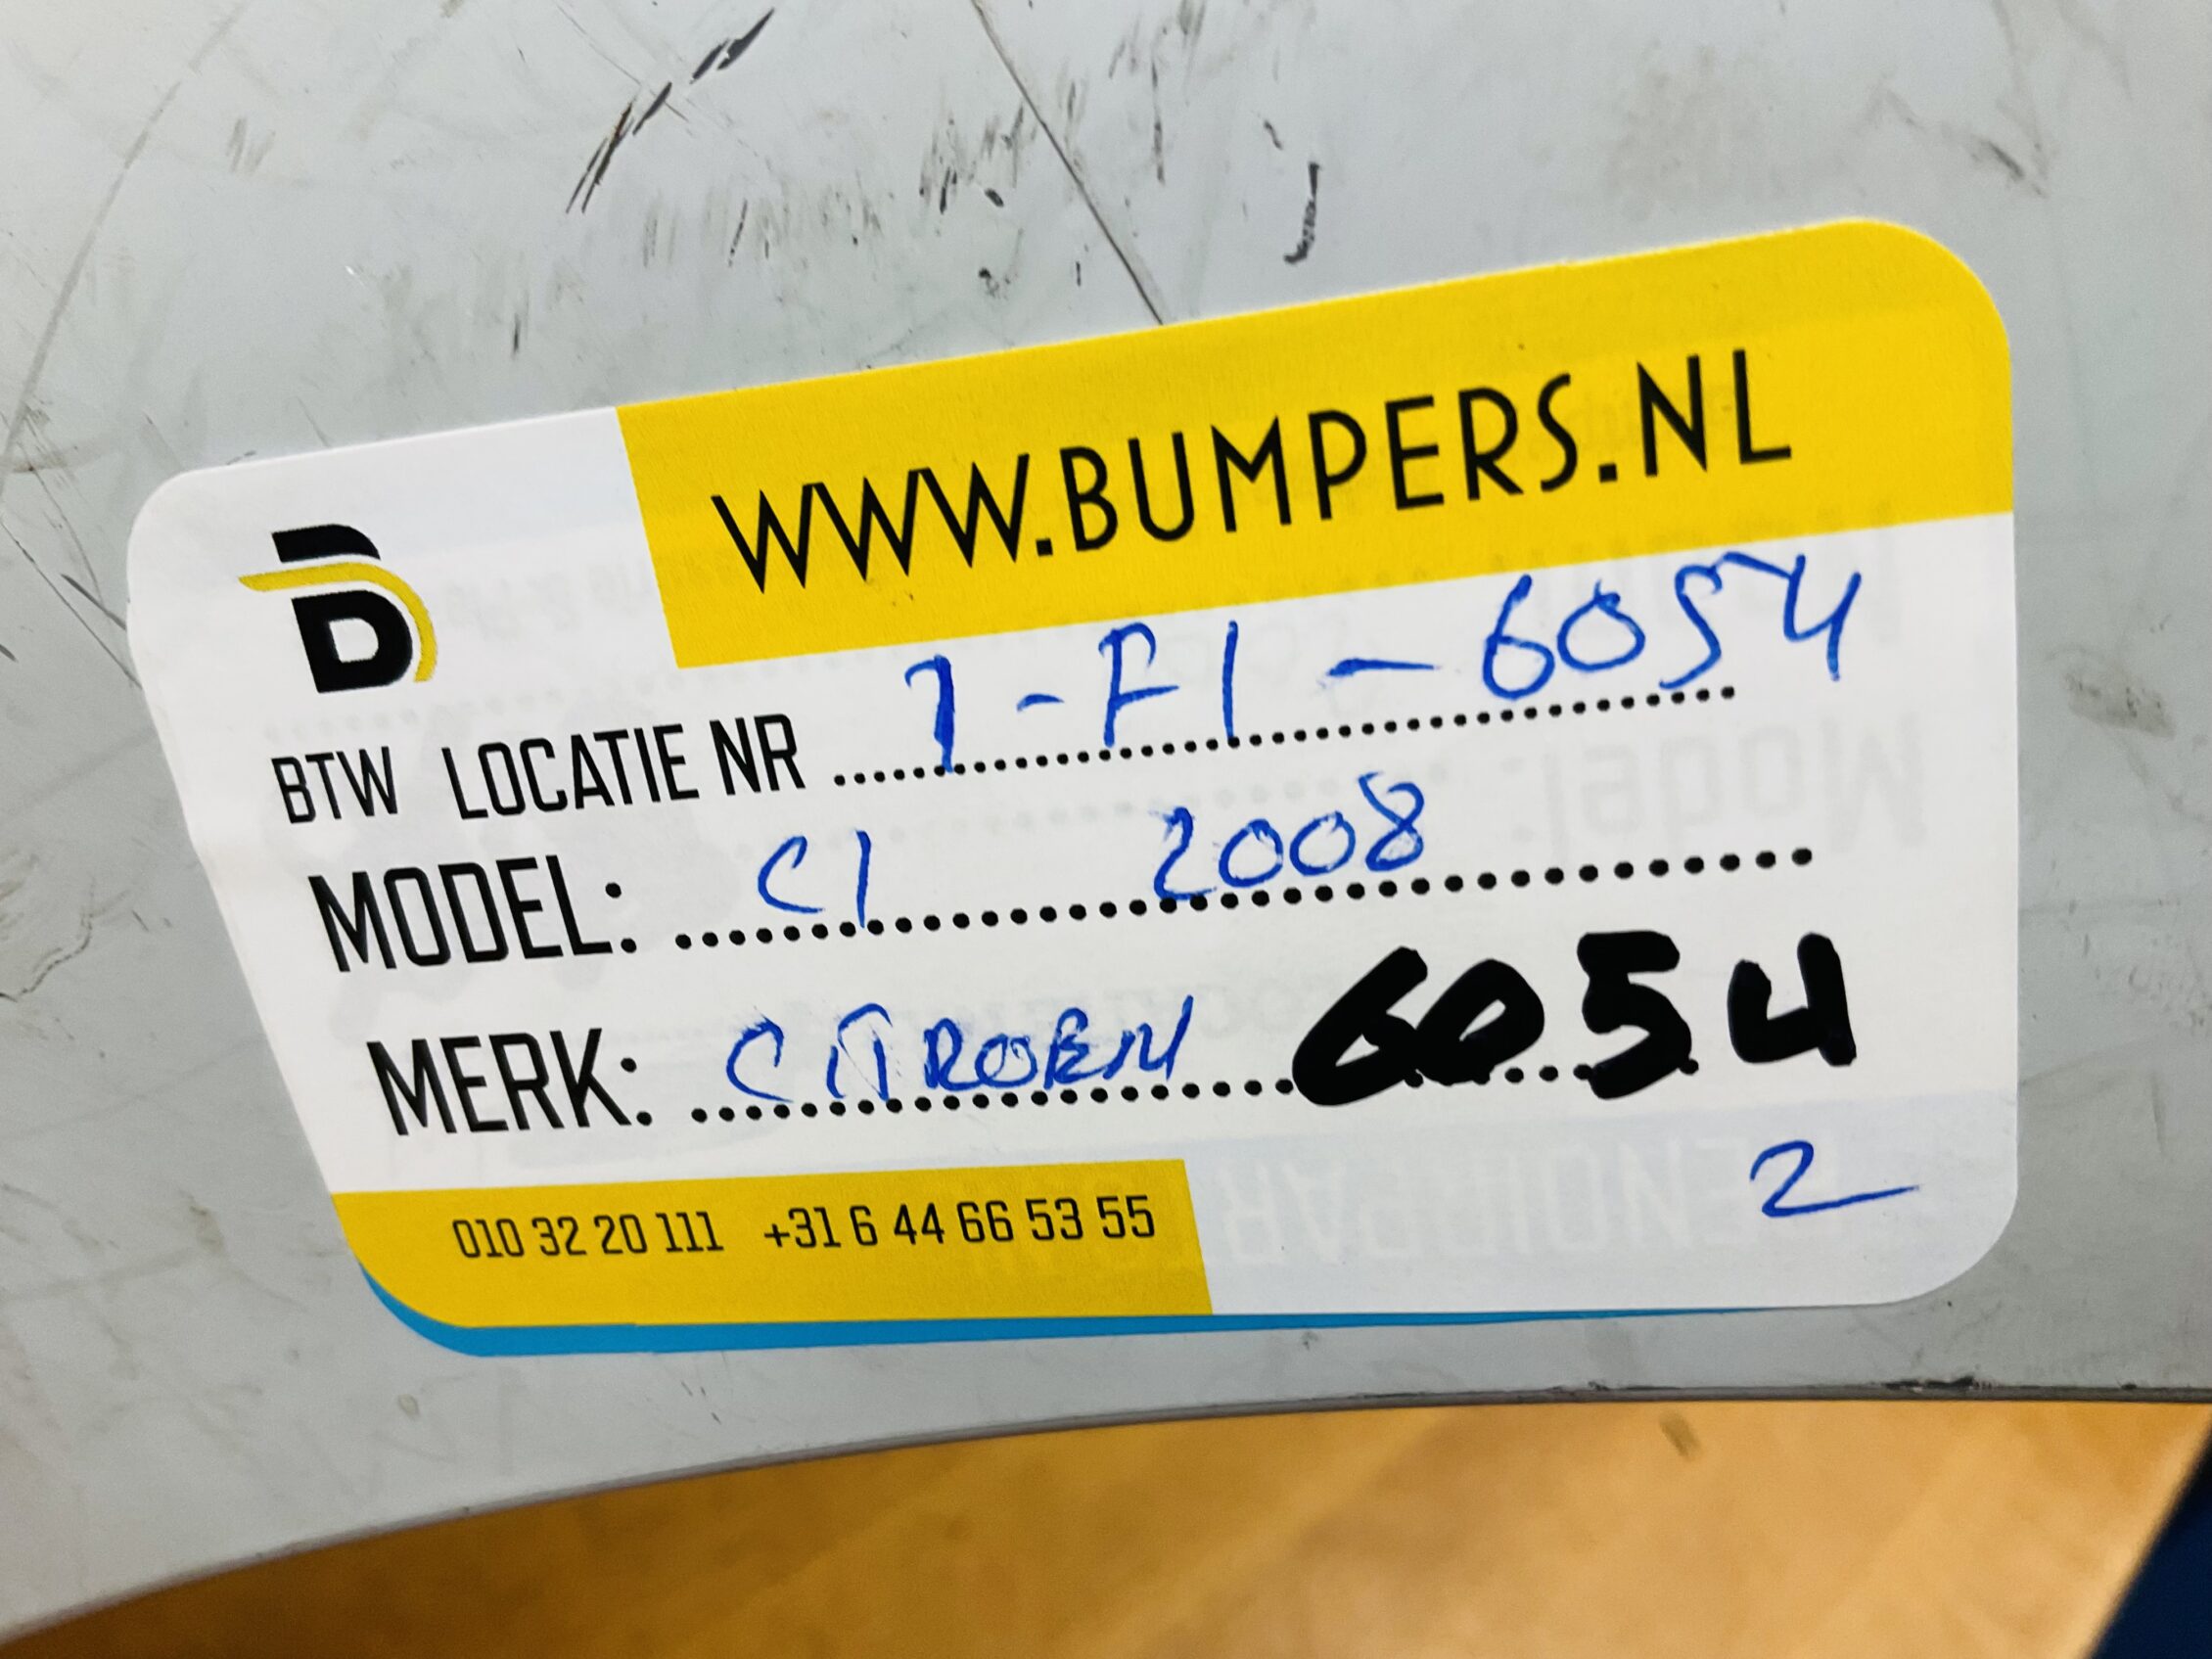 WWW.BUMPERS.NL
BTW LOCATIE NR 1-F1-6054
MODEL: C1 2008
MERK: CITROEN 6054
2
010 32 20 111 +31 6 44 66 53 55